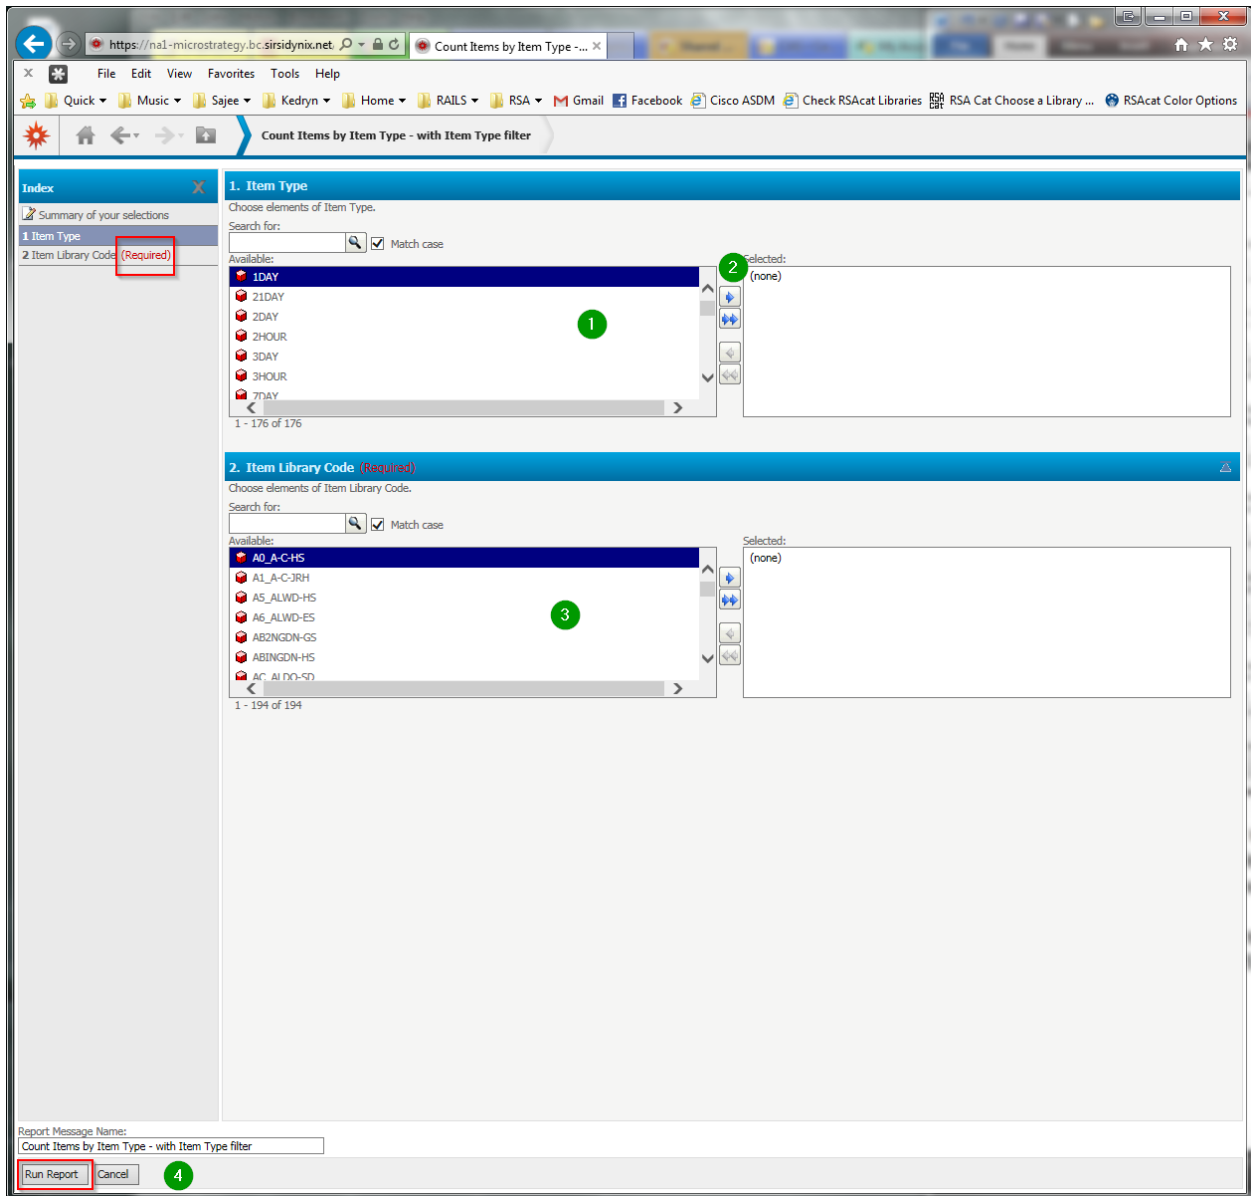 https://na1-microstrategy.bc.sirsidynix.net
Count Items by Item Type -...
File Edit View Favorites Tools Help
Quick Music Sajee Kedryn Home RAILS RSA Gmail Facebook Cisco ASDM Check RSAcat Libraries RSA Cat Choose a Library ... RSAcat Color Options
Count Items by Item Type - with Item Type filter
Index
Summary of your selections
1 Item Type
2 Item Library Code (Required)
1. Item Type
Choose elements of Item Type.
Search for:
Match case
Available:
1DAY
21DAY
2DAY
2HOUR
3DAY
3HOUR
7DAY
1 - 176 of 176
1
2
Selected:
(none)
2. Item Library Code (Required)
Choose elements of Item Library Code.
Search for:
Match case
Available:
A0_A-C-HS
A1_A-C-JRH
A5_ALWD-HS
A6_ALWD-ES
AB2NGDN-GS
ABINGDN-HS
AC_ALDO-SD
1 - 194 of 194
3
Selected:
(none)
Report Message Name:
Count Items by Item Type - with Item Type filter
Run Report Cancel 4